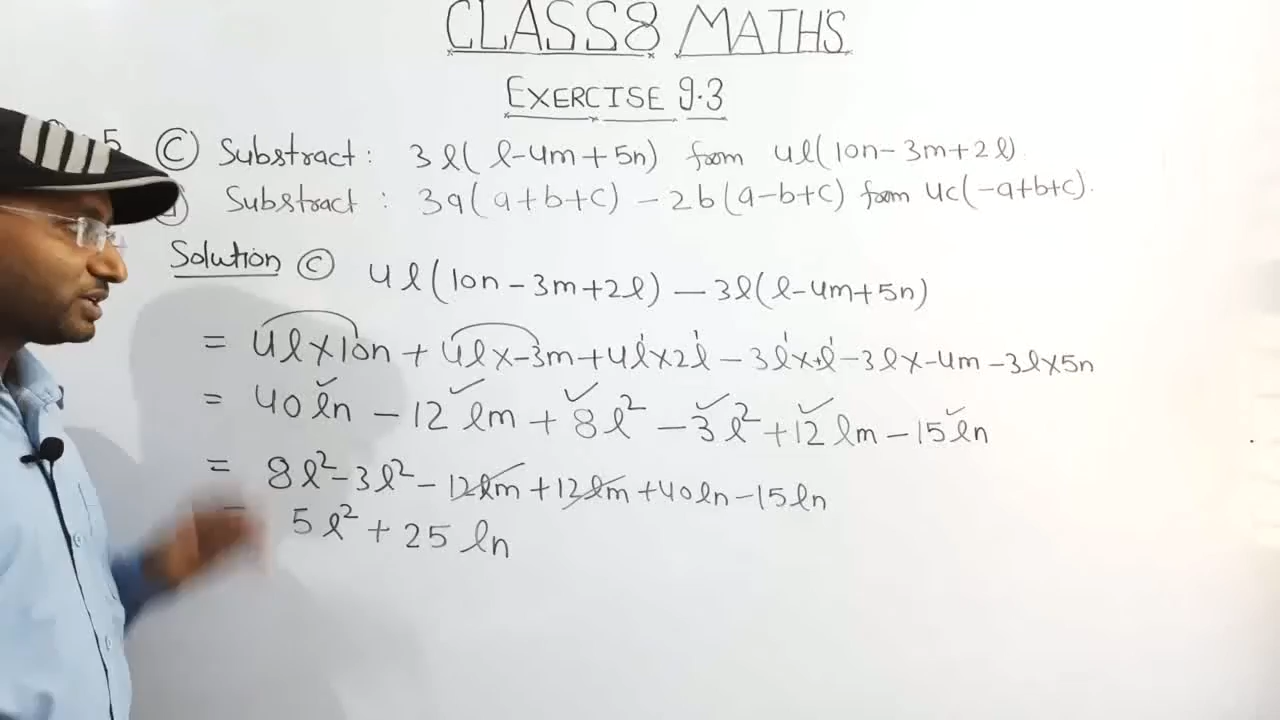 CLASS 8 MATHS
EXERCISE 9.3
5
(C) Substract : 3l(l-4m+5n) from 4l(10n-3m+2l)
Substract : 3a(a+b+c) - 2b(a-b+c) from 4c(-a+b+c).
Solution (C) 4l(10n-3m+2l) - 3l(l-4m+5n)
= 4l×10n + 4l×-3m + 4l×2l - 3l×l - 3l×-4m - 3l×5n
= 40ln - 12lm + 8l² - 3l² + 12lm - 15ln
= 8l² - 3l² - 12lm + 12lm + 40ln - 15ln
= 5l² + 25ln